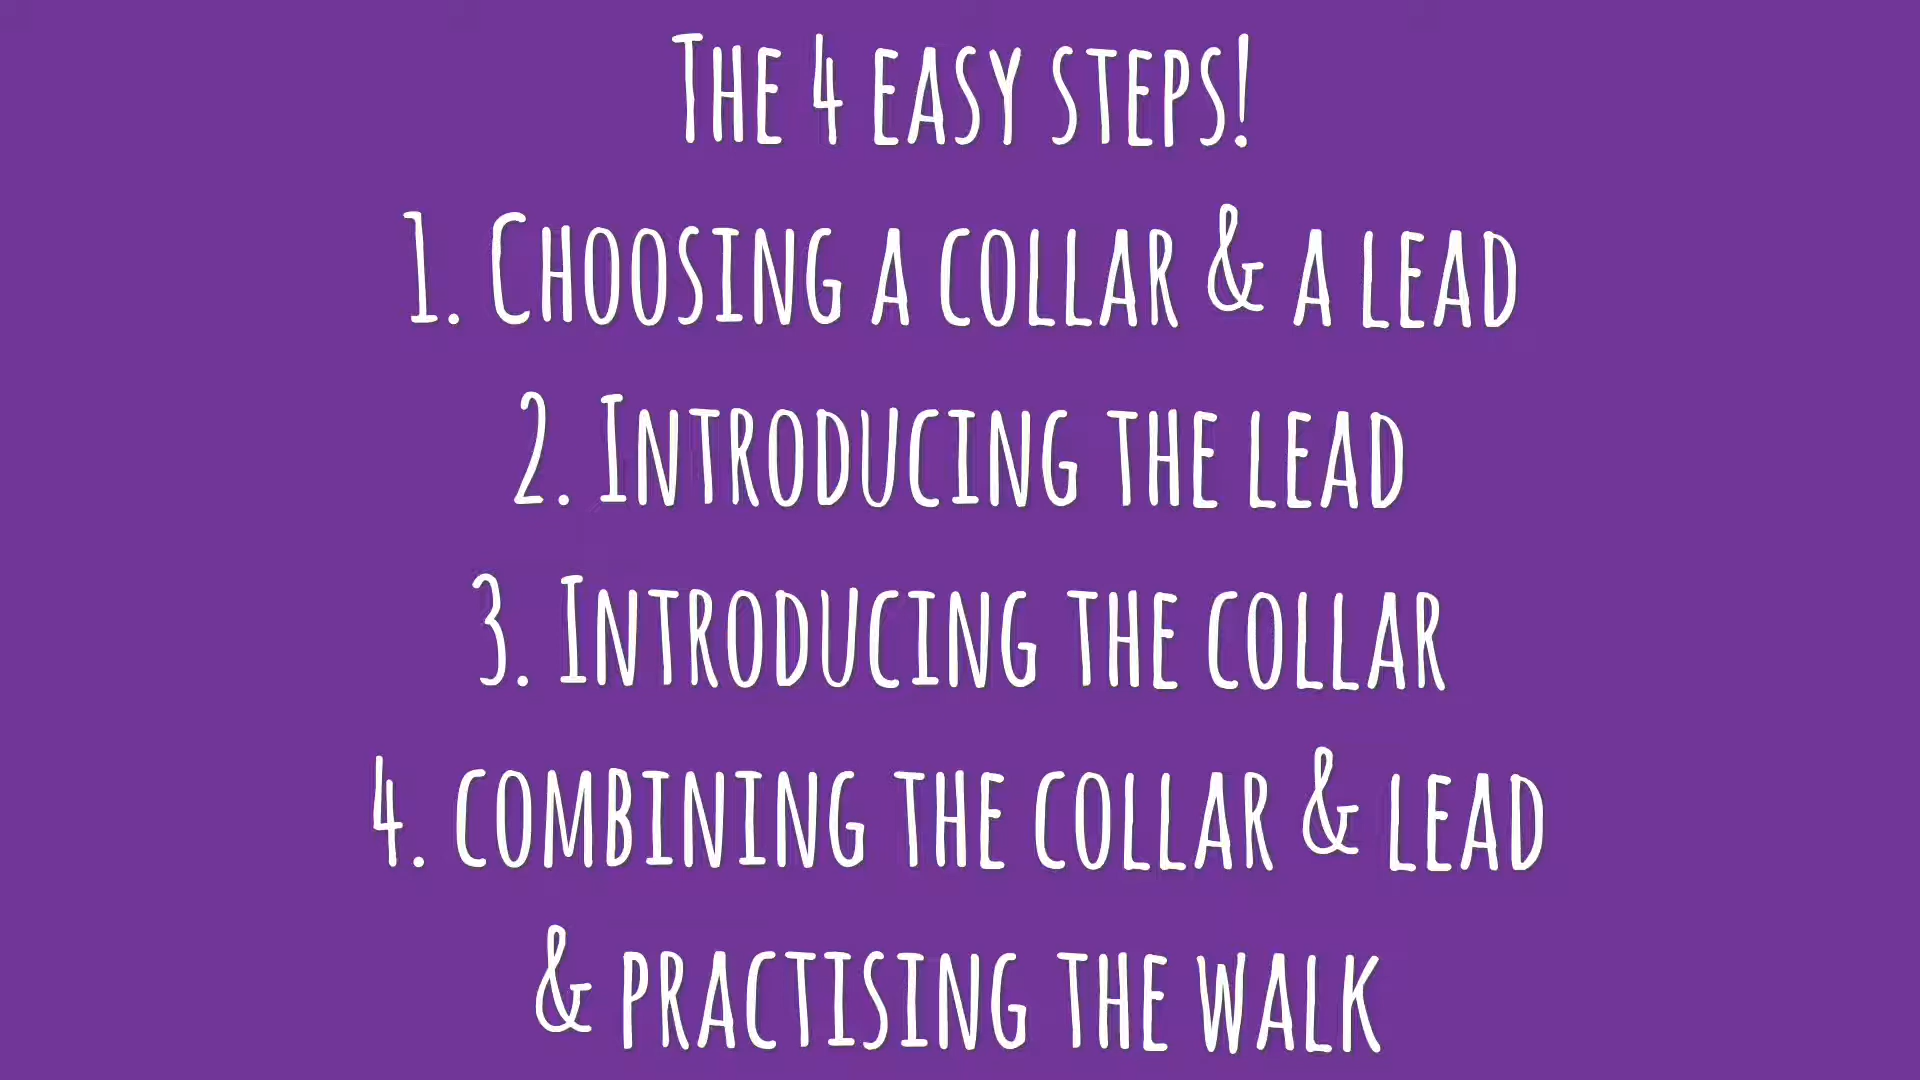 The 4 easy steps!
1. Choosing a collar & a lead
2. Introducing the lead
3. Introducing the collar
4. combining the collar & lead
& practising the walk